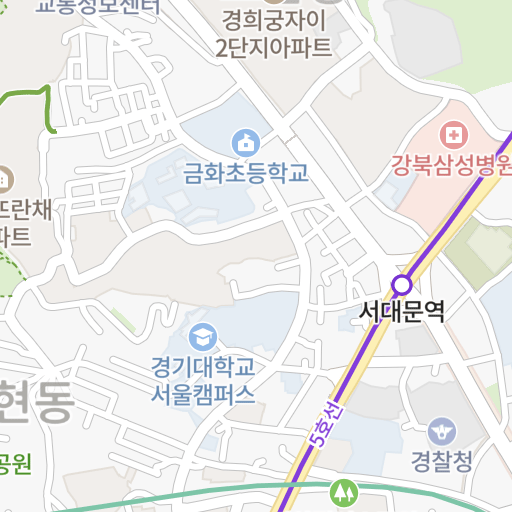 교통정보센터
경희궁자이
2단지아파트
강북삼성병원
금화초등학교
뜨란채
파트
서대문역
경기대학교
서울캠퍼스
현동
5호선
공원
경찰청